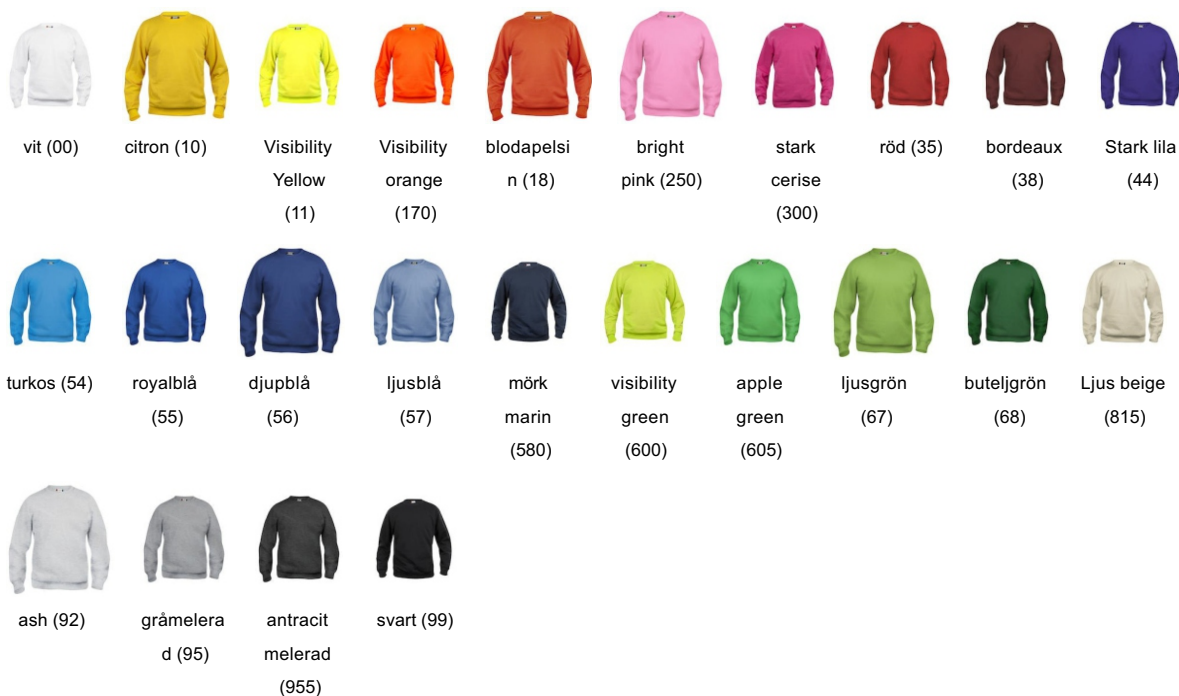 vit (00)
citron (10)
Visibility
Yellow
(11)
Visibility
orange
(170)
blodapelsi
n (18)
bright
pink (250)
stark
cerise
(300)
röd (35)
bordeaux
(38)
Stark lila
(44)
turkos (54)
royalblå
(55)
djupblå
(56)
ljusblå
(57)
mörk
marin
(580)
visibility
green
(600)
apple
green
(605)
ljusgrön
(67)
buteljgrön
(68)
Ljus beige
(815)
ash (92)
gråmelera
d (95)
antracit
melerad
(955)
svart (99)